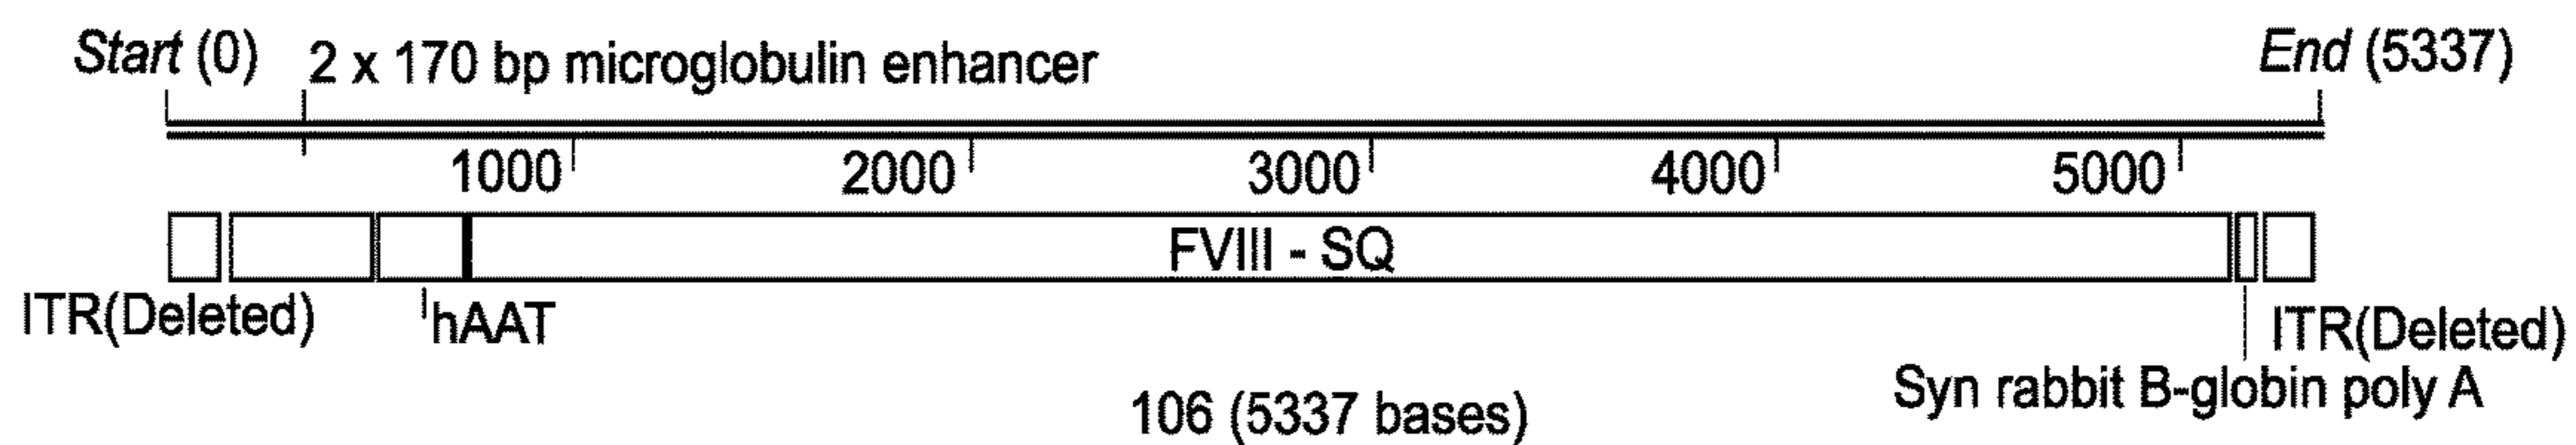 Start (0) 2 x 170 bp microglobulin enhancer End (5337)
1000 2000 3000 4000 5000
FVIII - SQ
ITR(Deleted) hAAT ITR(Deleted)
Syn rabbit B-globin poly A
106 (5337 bases)